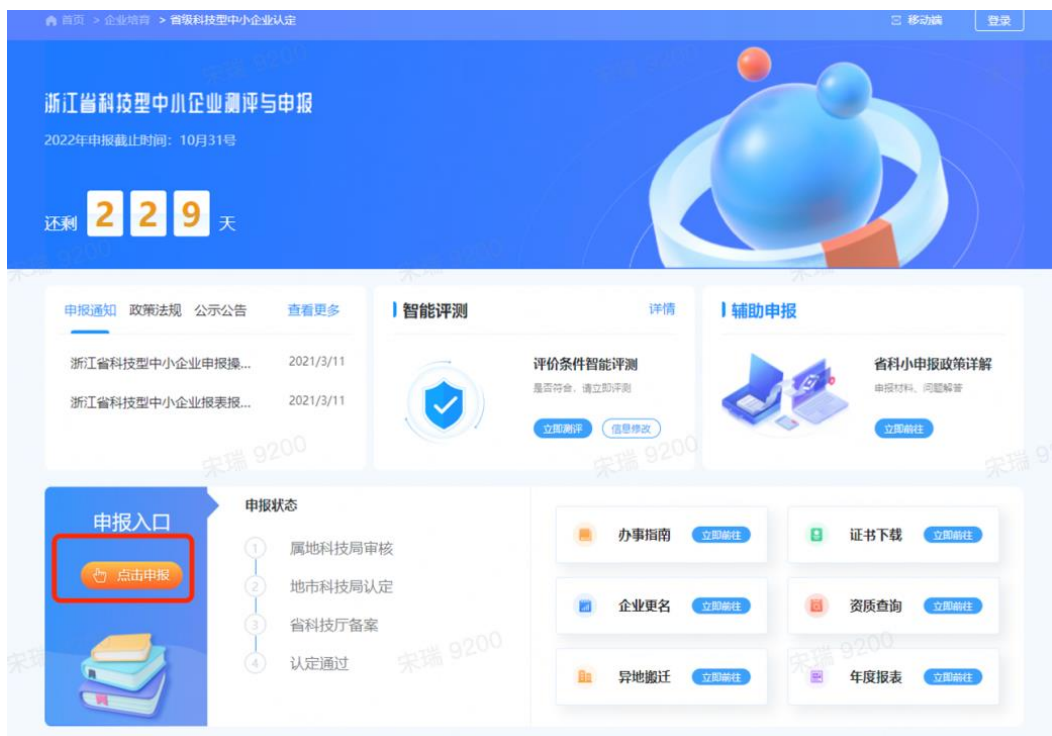 首页 > 企业培育 > 省级科技型中小企业认定
移动端 登录
浙江省科技型中小企业测评与申报
2022年申报截止时间：10月31号
还剩 2 2 9 天
申报通知 政策法规 公示公告 查看更多
浙江省科技型中小企业申报操... 2021/3/11
浙江省科技型中小企业报表报... 2021/3/11
智能评测 详情
评价条件智能评测
是否符合，请立即评测
立即测评 信息修改
辅助申报
省科小申报政策详解
申报材料、问题解答
立即前往
申报入口
点击申报
申报状态
1 属地科技局审核
2 地市科技局认定
3 省科技厅备案
4 认定通过
办事指南 立即前往
证书下载 立即前往
企业更名 立即前往
资质查询 立即前往
异地搬迁 立即前往
年度报表 立即前往
宋瑞 9200